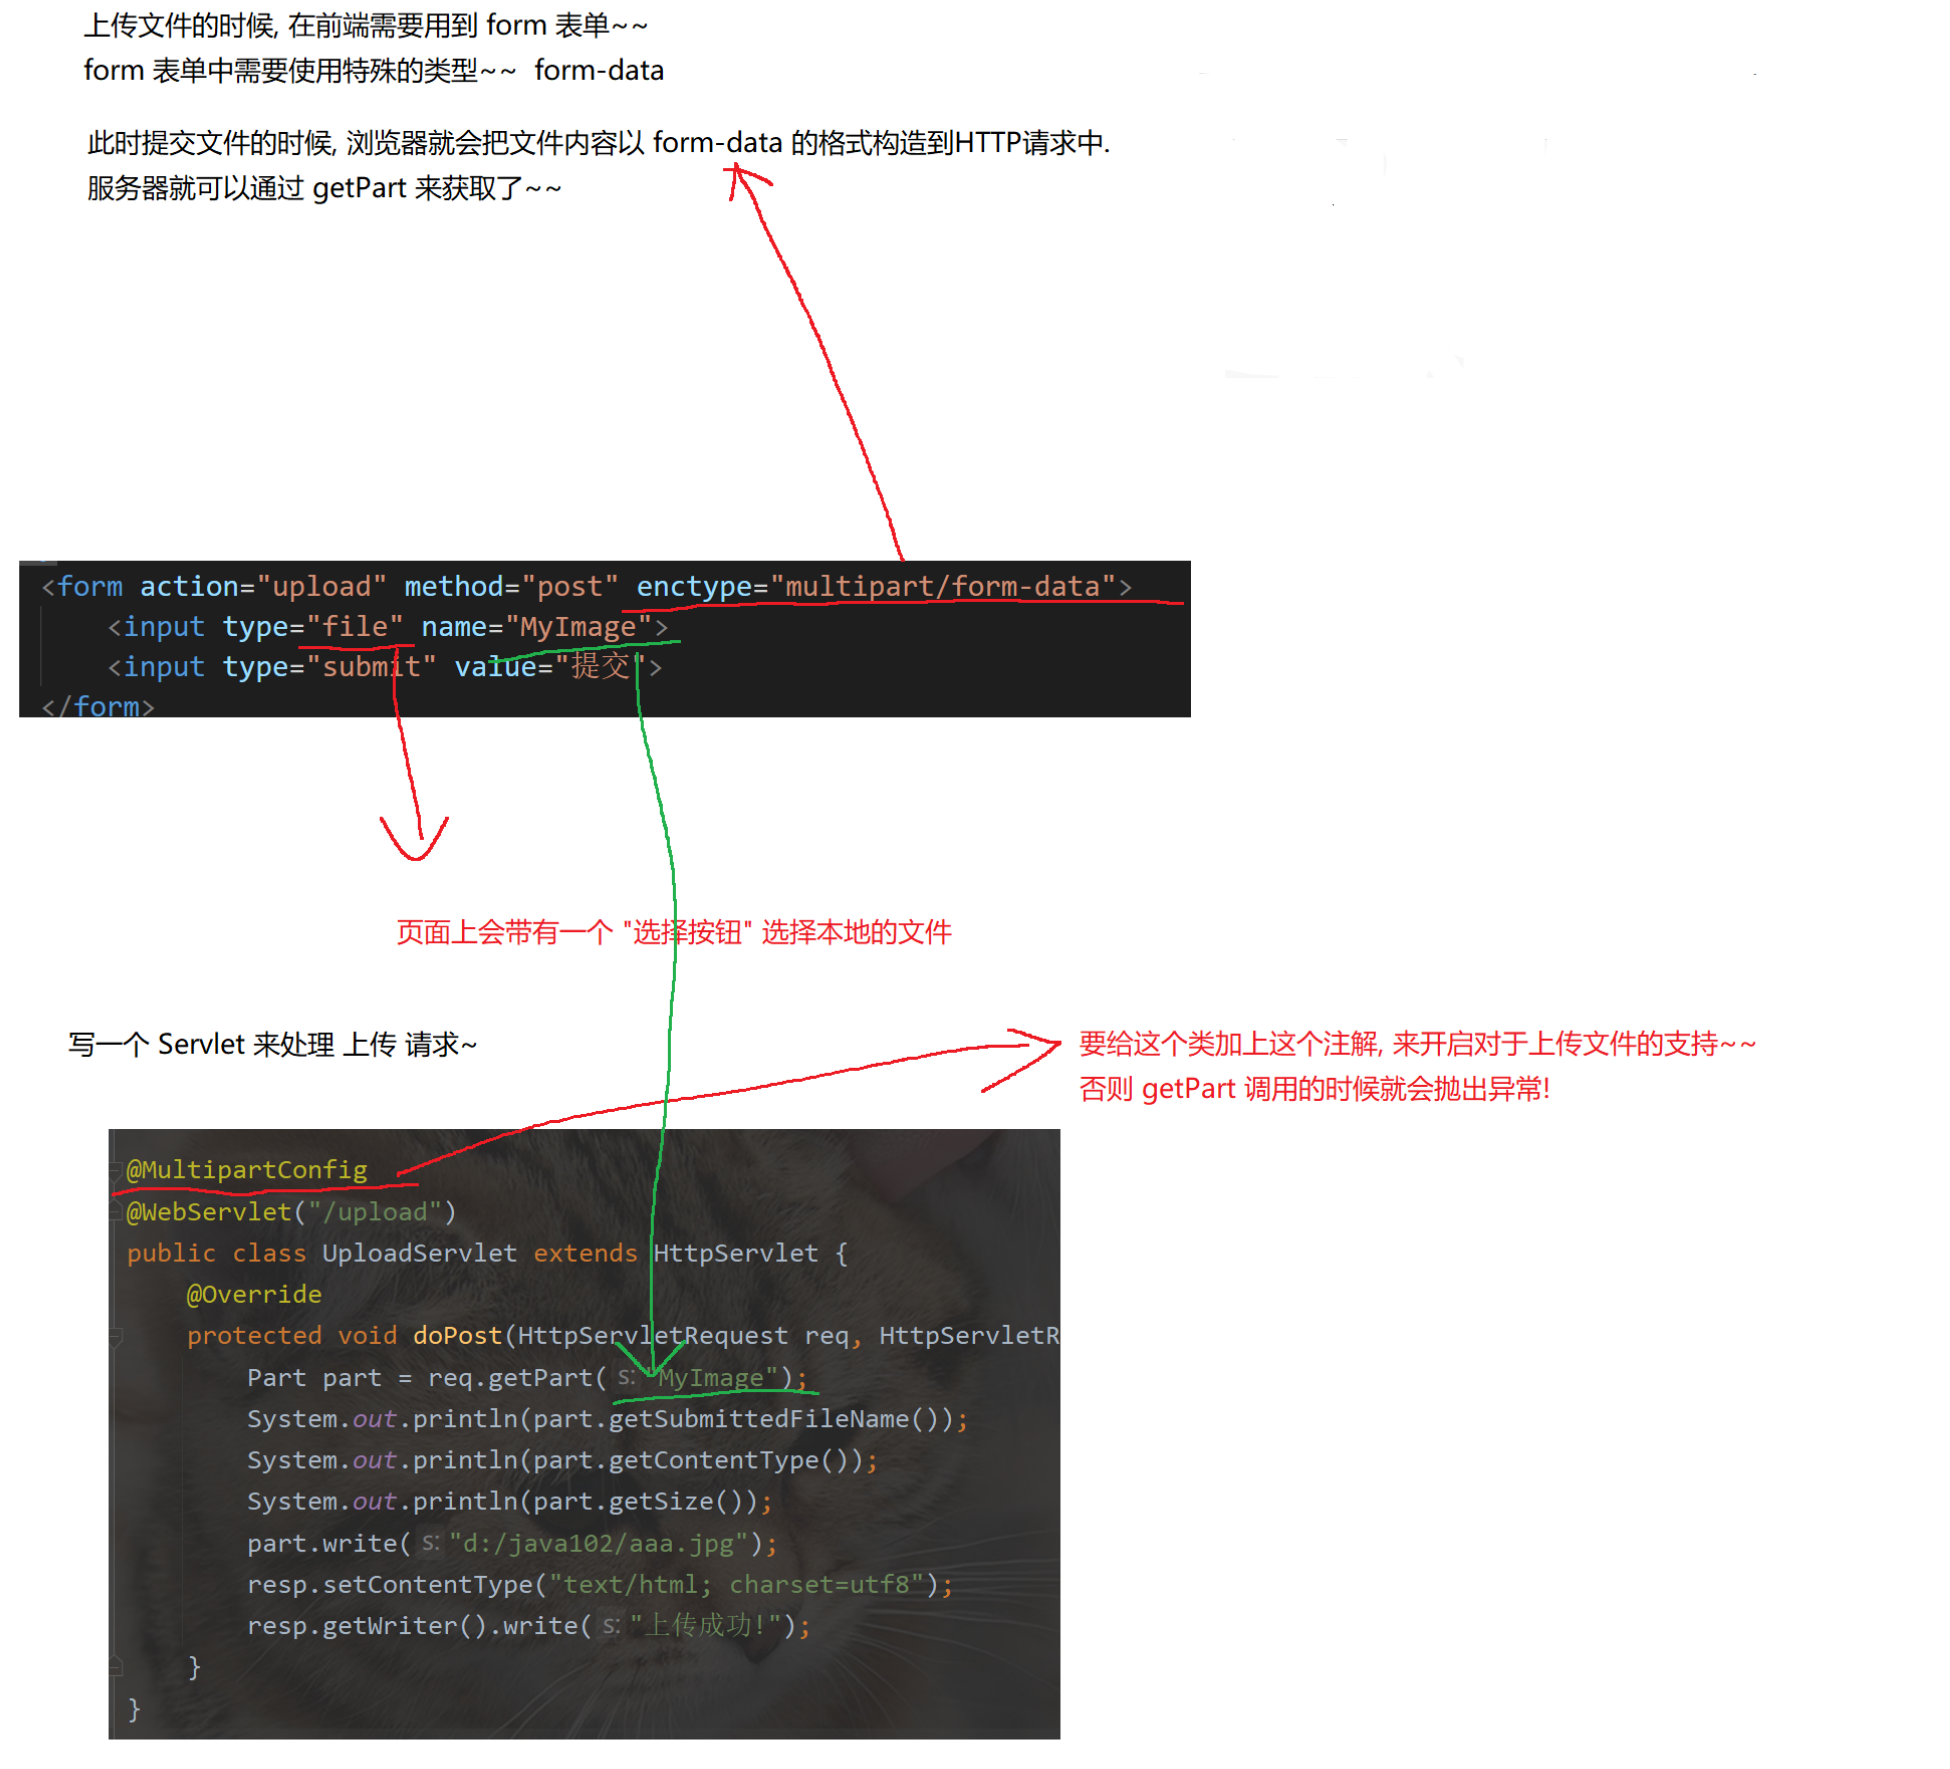 上传文件的时候, 在前端需要用到 form 表单~~
form 表单中需要使用特殊的类型~~  form-data
此时提交文件的时候, 浏览器就会把文件内容以 form-data 的格式构造到HTTP请求中.
服务器就可以通过 getPart 来获取了~~
<form action="upload" method="post" enctype="multipart/form-data">
    <input type="file" name="MyImage">
    <input type="submit" value="提交">
</form>
页面上会带有一个 "选择按钮" 选择本地的文件
写一个 Servlet 来处理 上传 请求~
要给这个类加上这个注解, 来开启对于上传文件的支持~~
否则 getPart 调用的时候就会抛出异常!
@MultipartConfig
@WebServlet("/upload")
public class UploadServlet extends HttpServlet {
    @Override
    protected void doPost(HttpServletRequest req, HttpServletR
        Part part = req.getPart( s: "MyImage");
        System.out.println(part.getSubmittedFileName());
        System.out.println(part.getContentType());
        System.out.println(part.getSize());
        part.write( s: "d:/java102/aaa.jpg");
        resp.setContentType("text/html; charset=utf8");
        resp.getWriter().write( s: "上传成功!");
    }
}